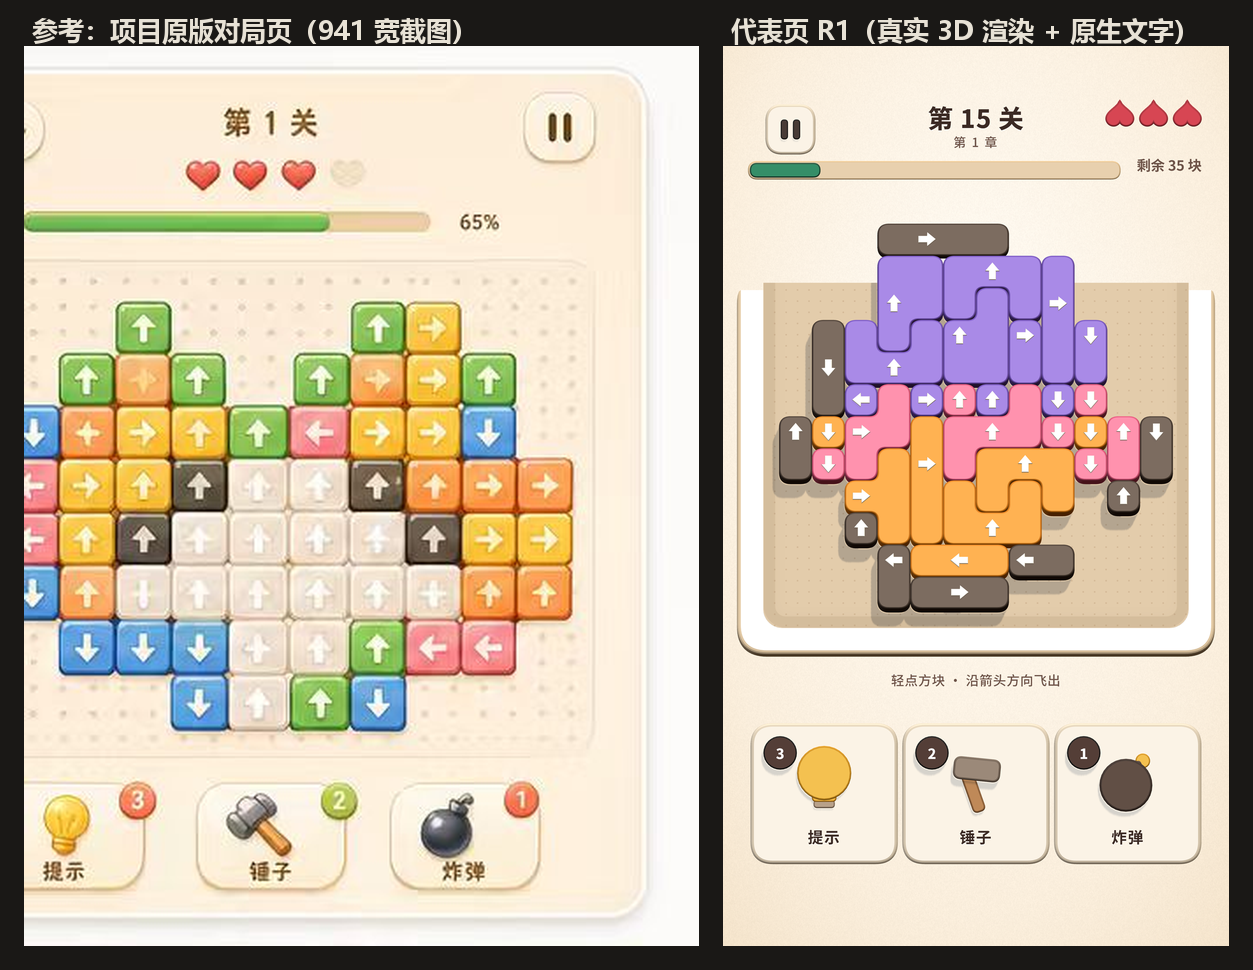 参考：项目原版对局页（941 宽截图）
第 1 关
65%
3
提示
2
锤子
1
炸弹
代表页 R1（真实 3D 渲染 + 原生文字）
第 15 关
第 1 章
剩余 35 块
轻点方块 · 沿箭头方向飞出
3
提示
2
锤子
1
炸弹